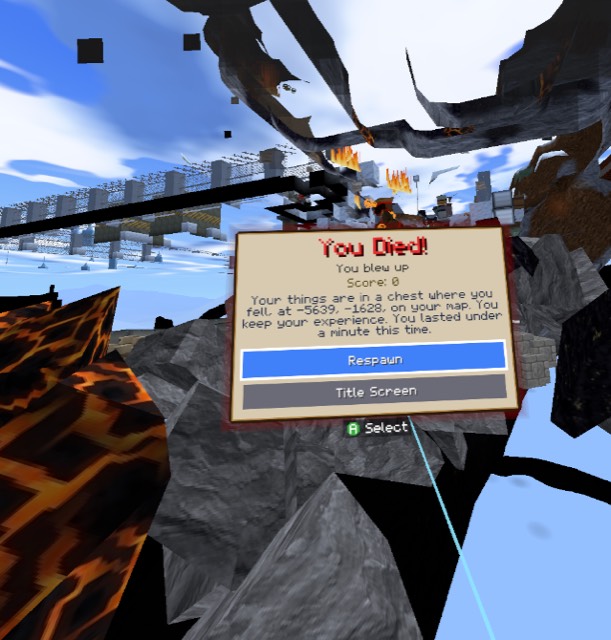 You Died!
You blew up
Score: 0
Your things are in a chest where you
fell, at -5639, -1628, on your map. You
keep your experience. You lasted under
a minute this time.
Respawn
Title Screen
A Select